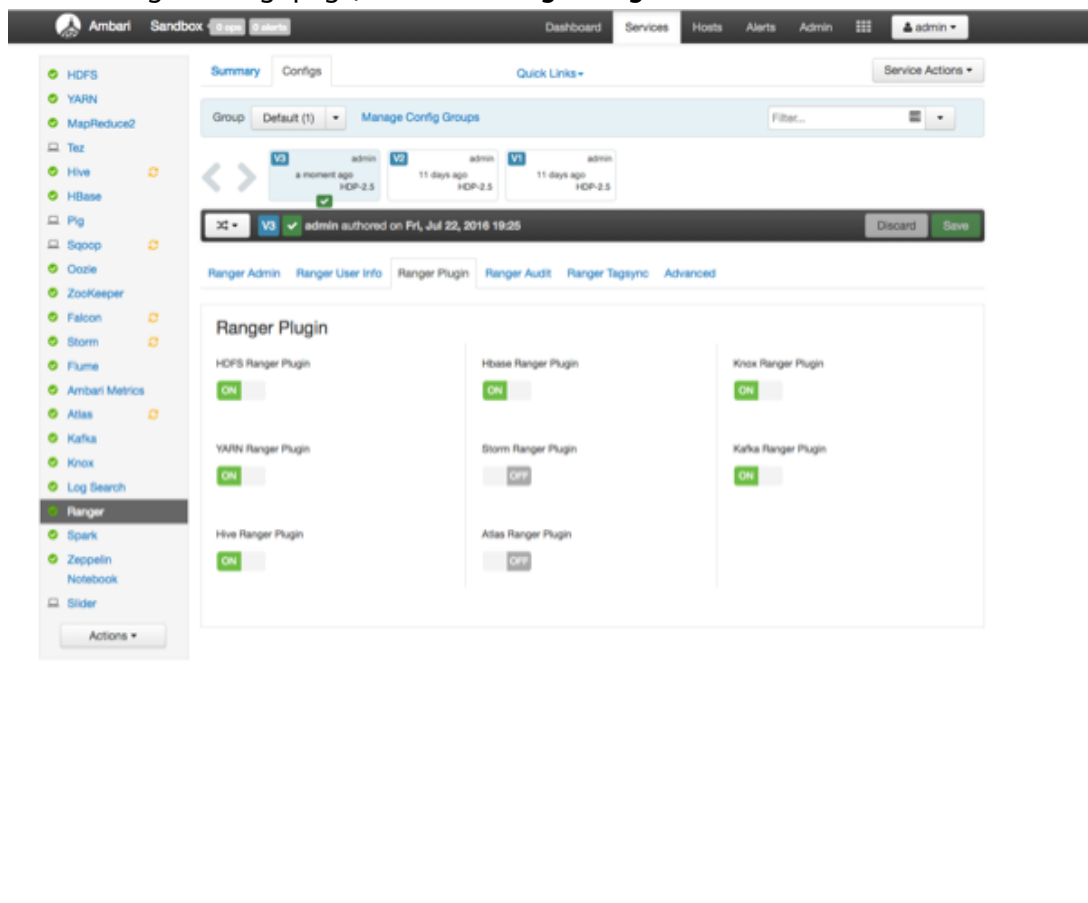 Ambari Sandbox 0 ops 0 alerts Dashboard Services Hosts Alerts Admin admin
HDFS
YARN
MapReduce2
Tez
Hive
HBase
Pig
Sqoop
Oozie
ZooKeeper
Falcon
Storm
Flume
Ambari Metrics
Atlas
Kafka
Knox
Log Search
Ranger
Spark
Zeppelin
Notebook
Slider
Actions
Summary Configs Quick Links Service Actions
Group Default (1) Manage Config Groups Filter...
V3 admin
a moment ago
HDP-2.5
V2 admin
11 days ago
HDP-2.5
V1 admin
11 days ago
HDP-2.5
V3 admin authored on Fri, Jul 22, 2016 19:25 Discard Save
Ranger Admin Ranger User Info Ranger Plugin Ranger Audit Ranger Tagsync Advanced
Ranger Plugin
HDFS Ranger Plugin Hbase Ranger Plugin Knox Ranger Plugin
ON ON ON
YARN Ranger Plugin Storm Ranger Plugin Kafka Ranger Plugin
ON OFF ON
Hive Ranger Plugin Atlas Ranger Plugin
ON OFF